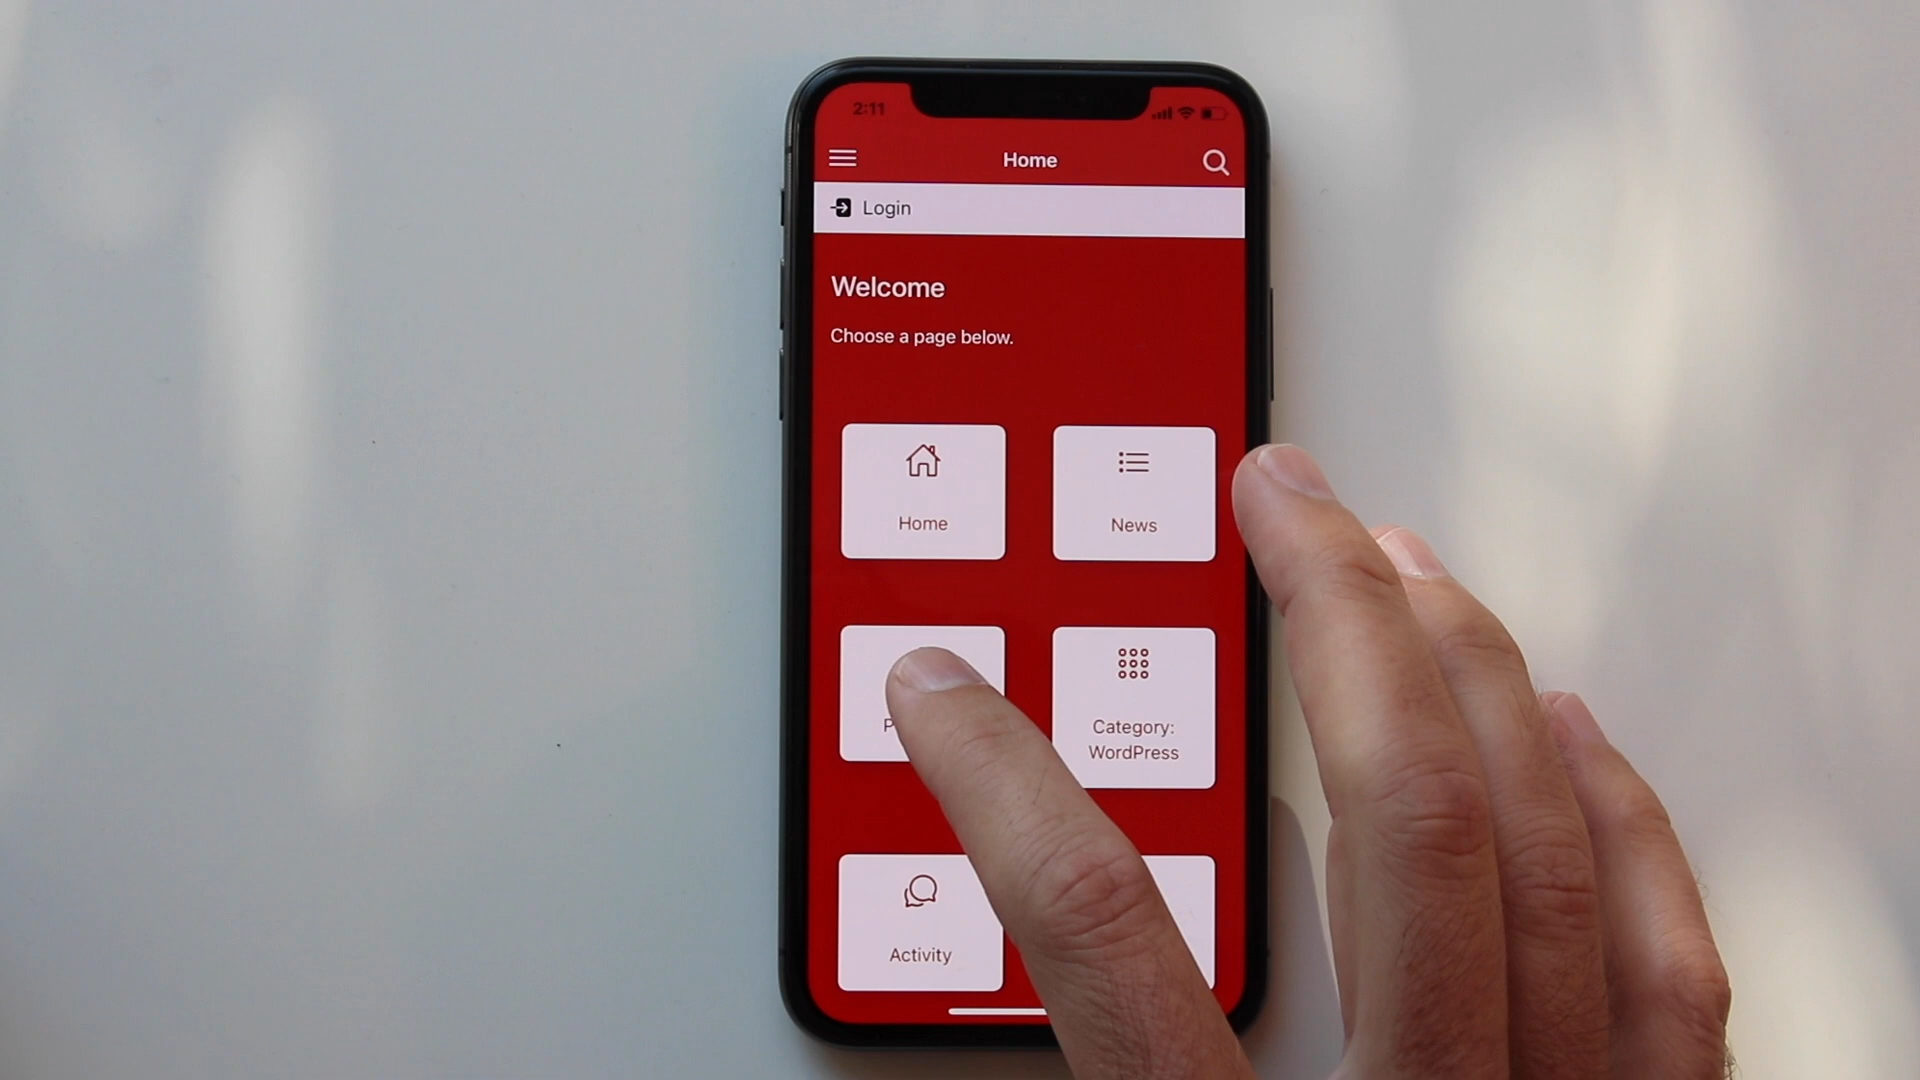 2:11
Home
Login
Welcome
Choose a page below.
Home
News
Category:
WordPress
Activity